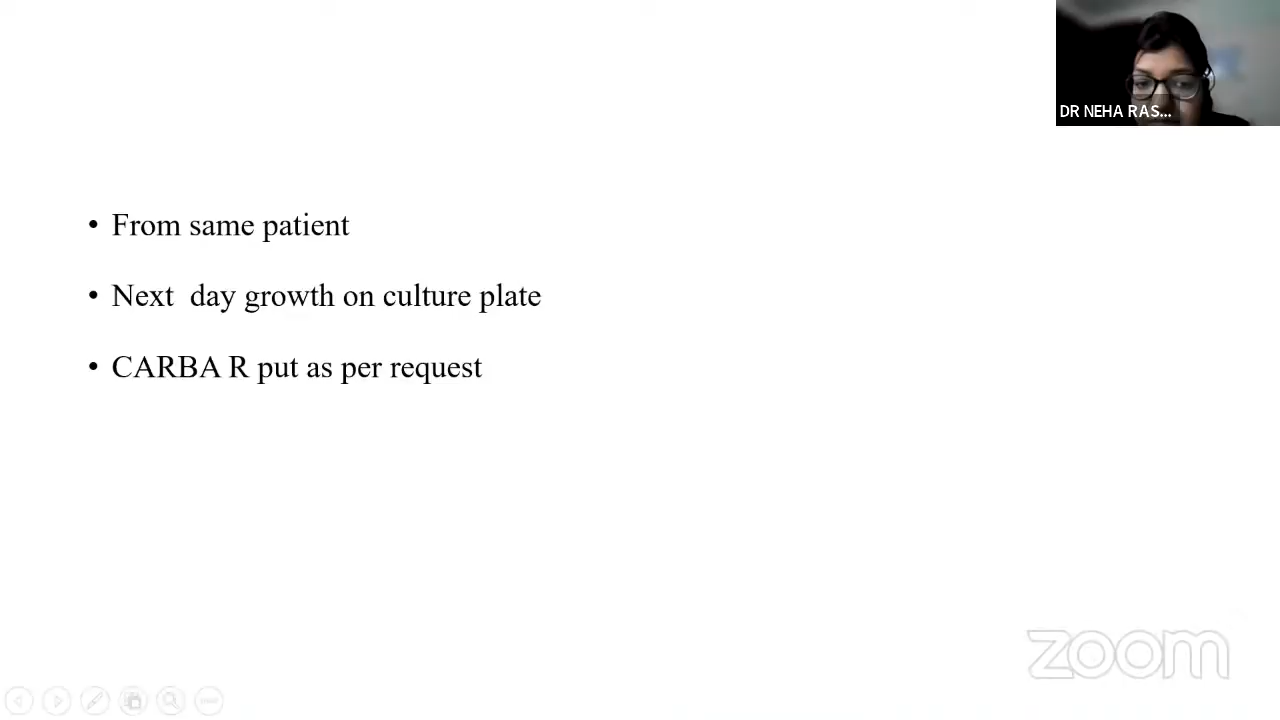 DR NEHA RAS...
• From same patient
• Next day growth on culture plate
• CARBA R put as per request
zoom